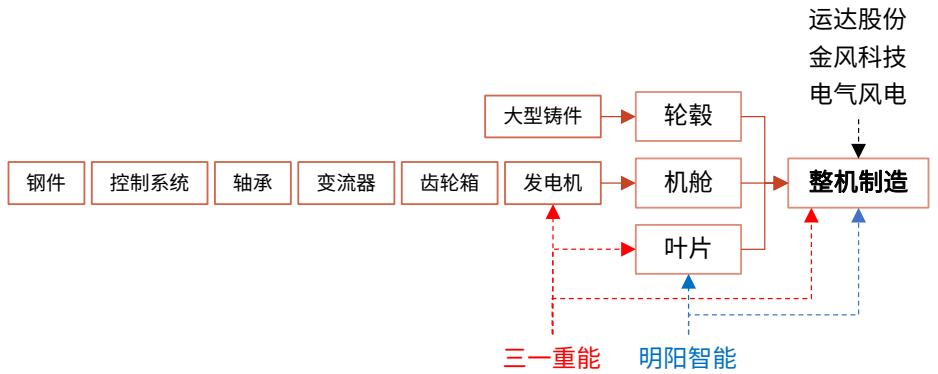 运达股份
金风科技
电气风电
大型铸件
轮毂
钢件
控制系统
轴承
变流器
齿轮箱
发电机
机舱
整机制造
叶片
三一重能
明阳智能